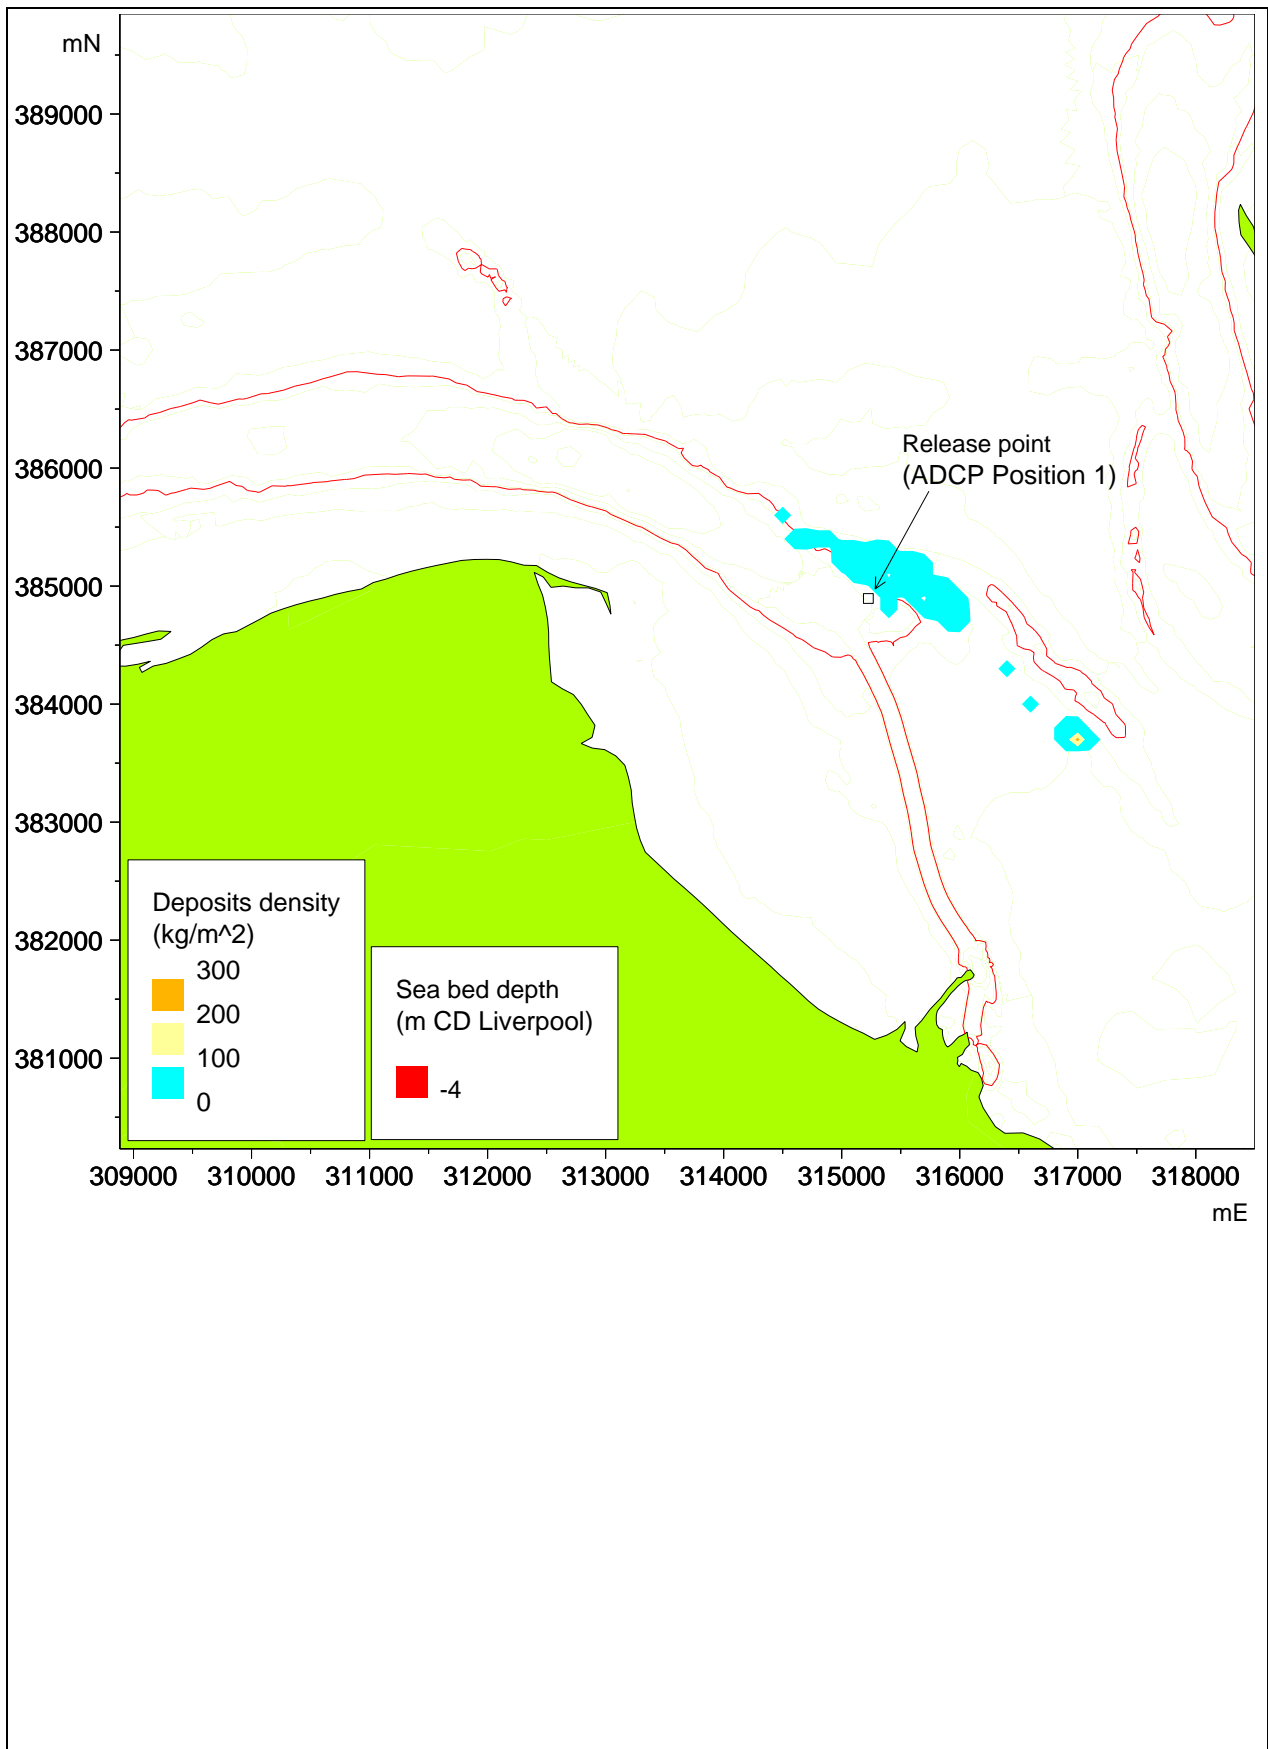 mN
389000
388000
387000
386000
385000
384000
383000
382000
381000
Release point
(ADCP Position 1)
Deposits density
(kg/m^2)
300
200
100
0
Sea bed depth
(m CD Liverpool)
-4
309000 310000 311000 312000 313000 314000 315000 316000 317000 318000
mE